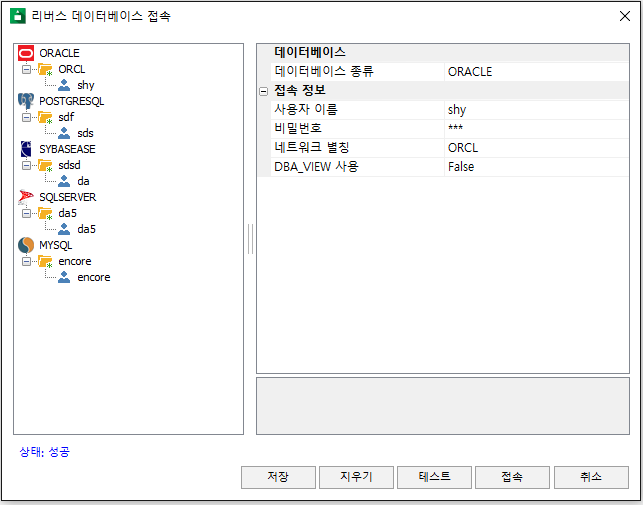 리버스 데이터베이스 접속
ORACLE
ORCL
shy
POSTGRESQL
sdf
sds
SYBASEASE
sdsd
da
SQLSERVER
da5
da5
MYSQL
encore
encore
데이터베이스
데이터베이스 종류 ORACLE
접속 정보
사용자 이름 shy
비밀번호 ***
네트워크 별칭 ORCL
DBA_VIEW 사용 False
상태: 성공
저장 지우기 테스트 접속 취소